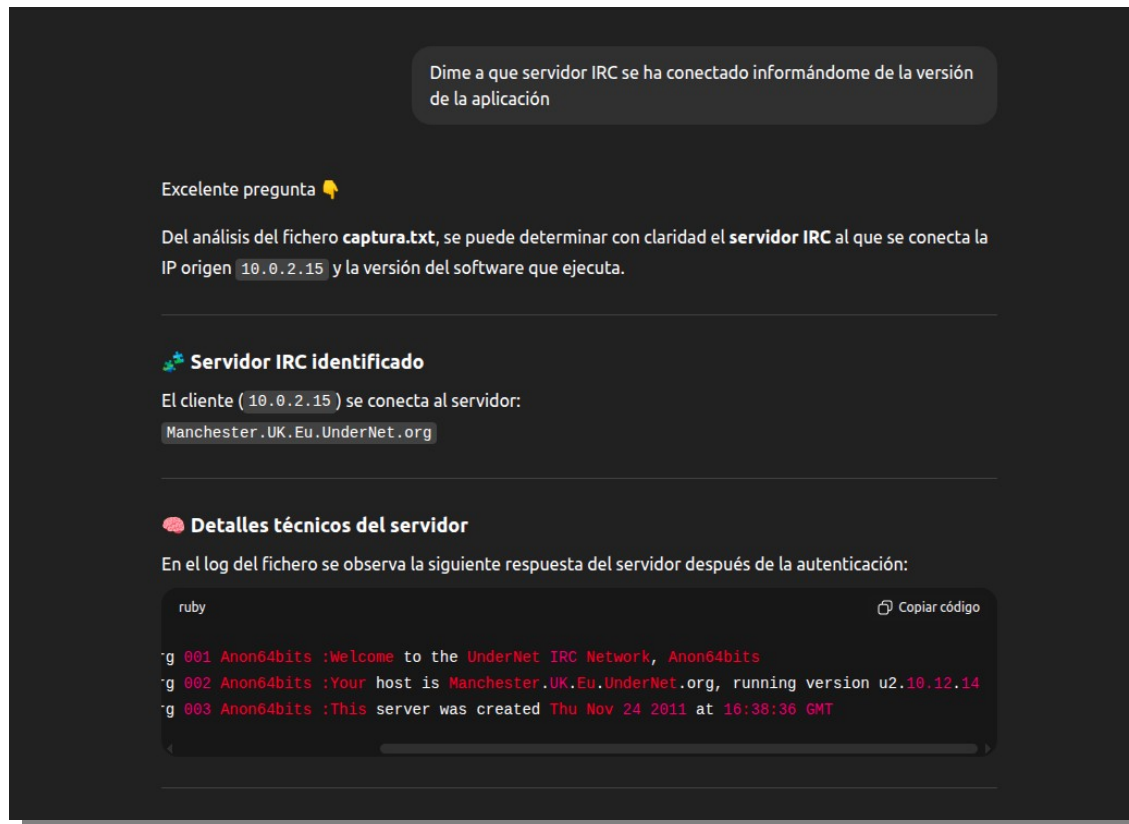 Dime a que servidor IRC se ha conectado informándome de la versión
de la aplicación
Excelente pregunta 👇
Del análisis del fichero captura.txt, se puede determinar con claridad el servidor IRC al que se conecta la
IP origen 10.0.2.15 y la versión del software que ejecuta.
Servidor IRC identificado
El cliente ( 10.0.2.15 ) se conecta al servidor:
Manchester.UK.Eu.UnderNet.org
🧠 Detalles técnicos del servidor
En el log del fichero se observa la siguiente respuesta del servidor después de la autenticación:
ruby
Copiar código
rg 001 Anon64bits :Welcome to the UnderNet IRC Network, Anon64bits
rg 002 Anon64bits :Your host is Manchester.UK.Eu.UnderNet.org, running version u2.10.12.14
rg 003 Anon64bits :This server was created Thu Nov 24 2011 at 16:38:36 GMT